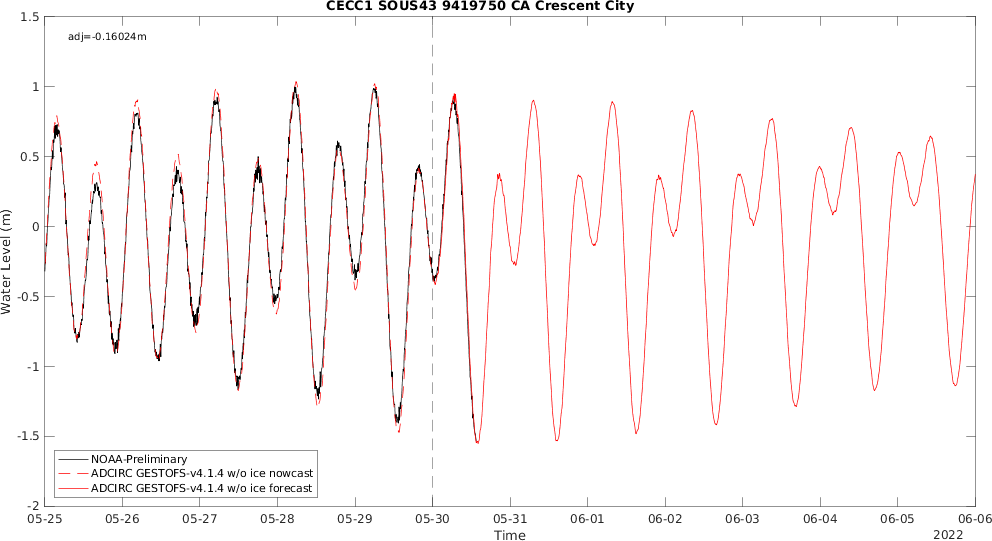 CECC1 SOUS43 9419750 CA Crescent City
adj=-0.16024m
1.5
1
0.5
0
-0.5
-1
-1.5
-2
Water Level (m)
NOAA-Preliminary
ADCIRC GESTOFS-v4.1.4 w/o ice nowcast
ADCIRC GESTOFS-v4.1.4 w/o ice forecast
05-25 05-26 05-27 05-28 05-29 05-30 05-31 06-01 06-02 06-03 06-04 06-05 06-06
Time
2022